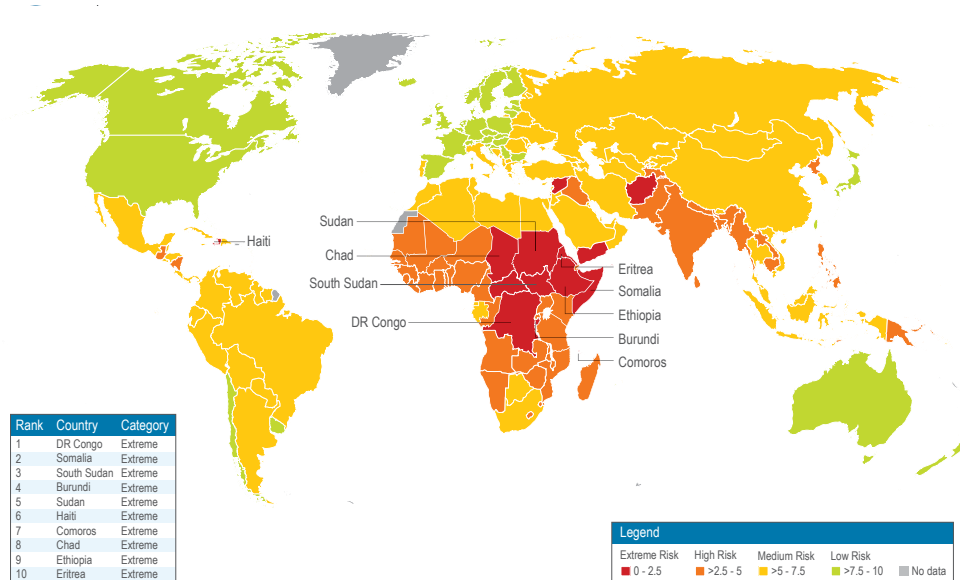 Sudan
Haiti
Chad
Eritrea
South Sudan
Somalia
Ethiopia
DR Congo
Burundi
Comoros
Rank Country Category
1 DR Congo Extreme
2 Somalia Extreme
3 South Sudan Extreme
4 Burundi Extreme
5 Sudan Extreme
6 Haiti Extreme
7 Comoros Extreme
8 Chad Extreme
9 Ethiopia Extreme
10 Eritrea Extreme
Legend
Extreme Risk High Risk Medium Risk Low Risk
0 - 2.5 >2.5 - 5 >5 - 7.5 >7.5 - 10 No data